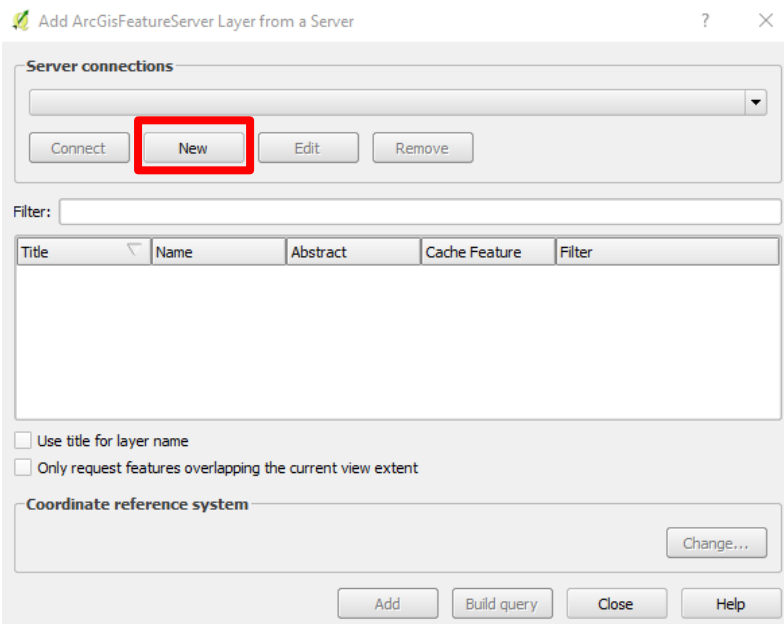 Add ArcGisFeatureServer Layer from a Server ?
Server connections
Connect New Edit Remove
Filter:
Title Name Abstract Cache Feature Filter
Use title for layer name
Only request features overlapping the current view extent
Coordinate reference system
Change...
Add Build query Close Help